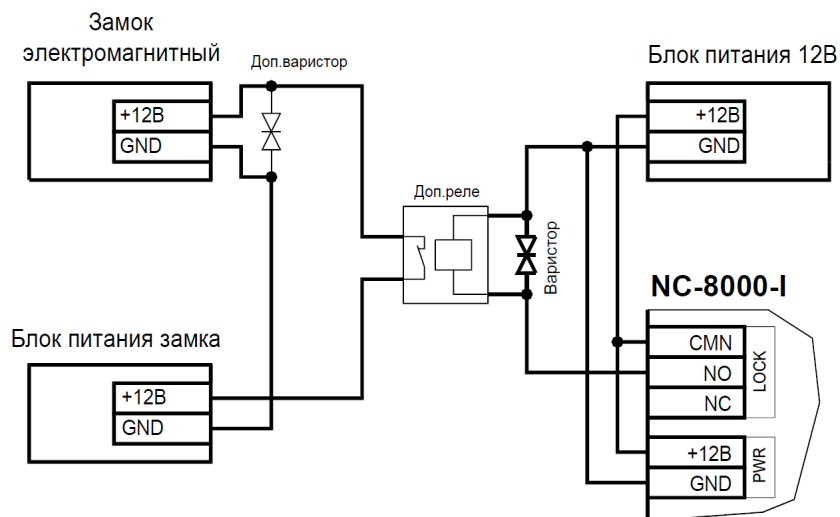 Замок
электромагнитный
+12В
GND
Доп.варистор
Блок питания 12В
+12В
GND
Доп.реле
Варистор
Блок питания замка
+12В
GND
NC-8000-I
CMN
NO
NC
LOCK
+12В
GND
PWR